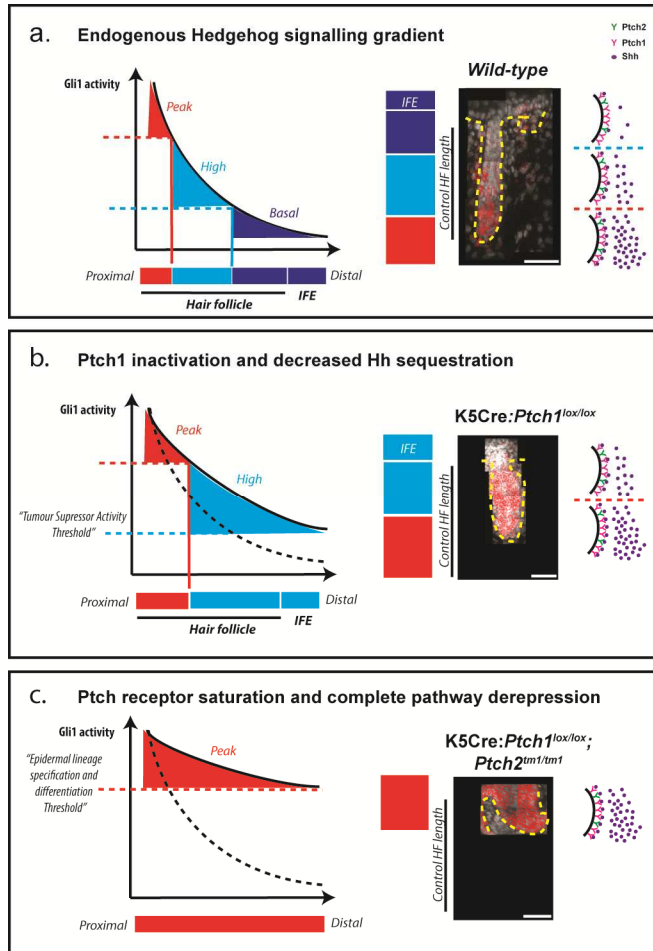 a. Endogenous Hedgehog signalling gradient
Ptch2
Ptch1
Shh
Gli1 activity
Peak
High
Basal
Proximal
Distal
Hair follicle
IFE
Wild-type
IFE
Control HF length
b. Ptch1 inactivation and decreased Hh sequestration
Gli1 activity
Peak
High
"Tumour Supressor Activity
Threshold"
Proximal
Distal
Hair follicle
IFE
K5Cre:Ptch1lox/lox
IFE
Control HF length
c. Ptch receptor saturation and complete pathway derepression
Gli1 activity
Peak
"Epidermal lineage
specification and
differentiation
Threshold"
Proximal
Distal
K5Cre:Ptch1lox/lox;
Ptch2tm1/tm1
Control HF length